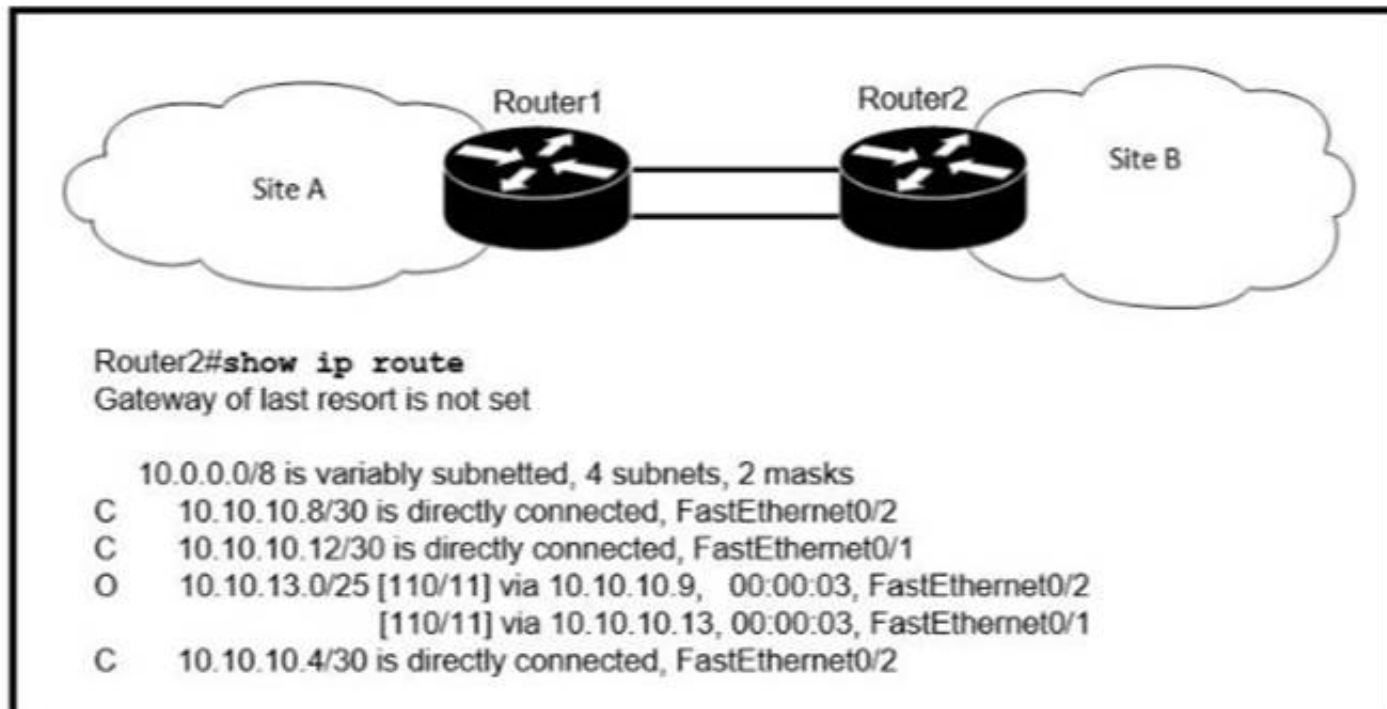 Router1
Router2
Site A
Site B
Router2#show ip route
Gateway of last resort is not set
10.0.0.0/8 is variably subnetted, 4 subnets, 2 masks
C 10.10.10.8/30 is directly connected, FastEthernet0/2
C 10.10.10.12/30 is directly connected, FastEthernet0/1
O 10.10.13.0/25 [110/11] via 10.10.10.9, 00:00:03, FastEthernet0/2
[110/11] via 10.10.10.13, 00:00:03, FastEthernet0/1
C 10.10.10.4/30 is directly connected, FastEthernet0/2